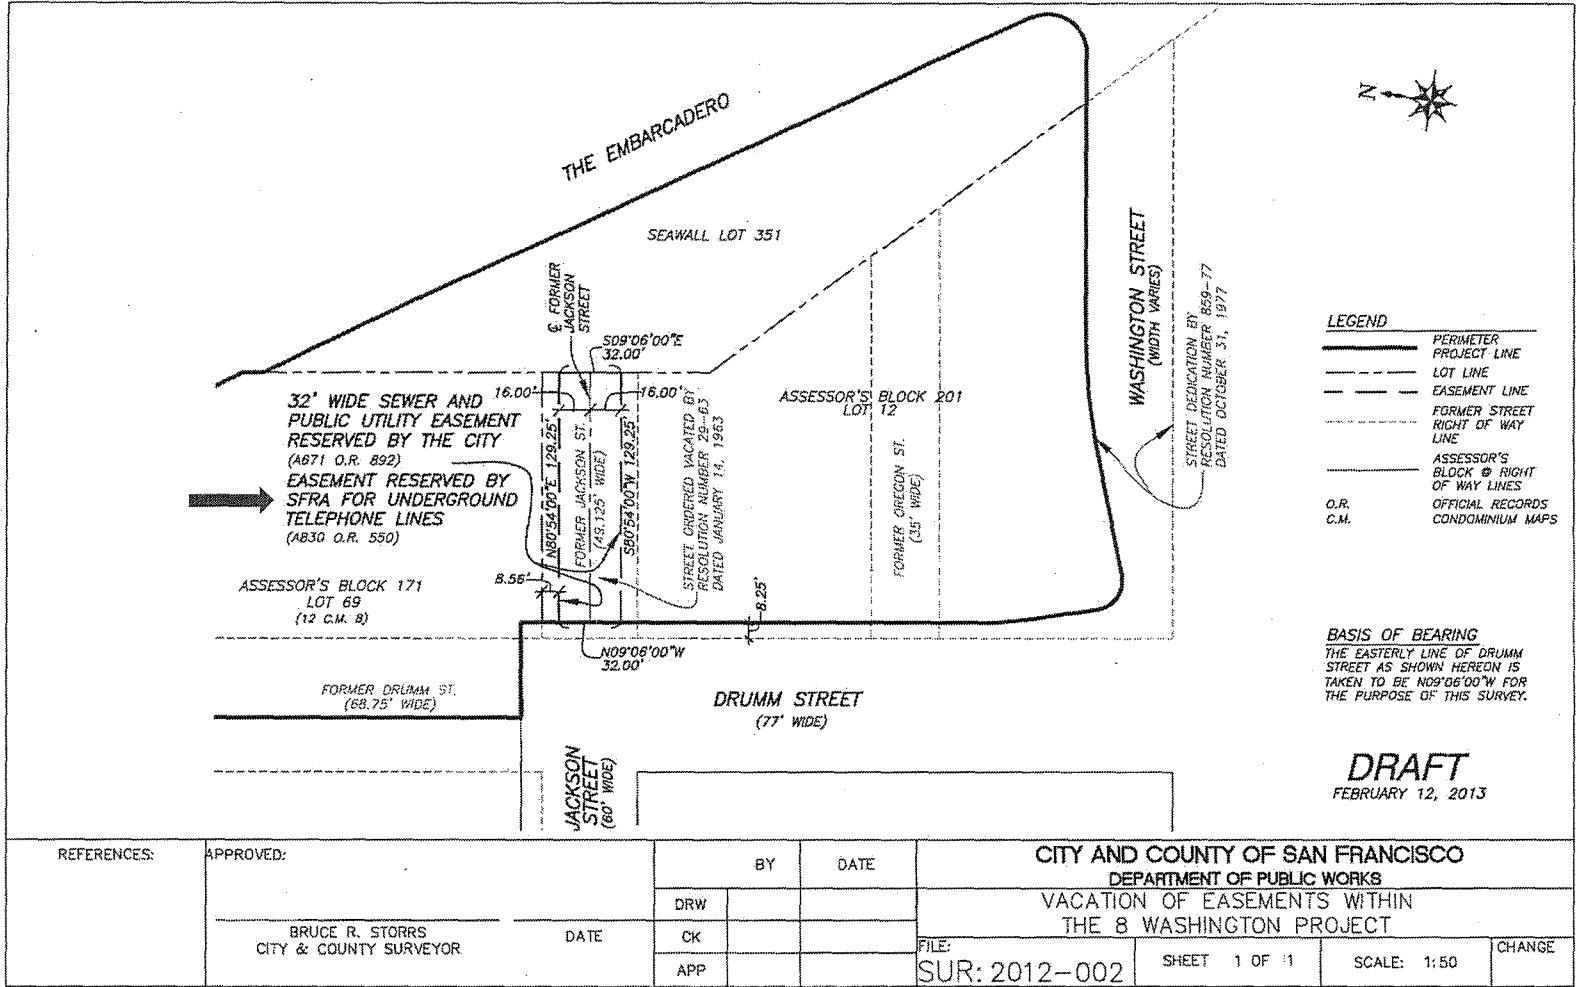 THE EMBARCADERO
N
SEAWALL LOT 351
℄ FORMER
JACKSON
STREET
S09°06'00"E
32.00'
16.00'
16.00'
32' WIDE SEWER AND
PUBLIC UTILITY EASEMENT
RESERVED BY THE CITY
(A671 O.R. 892)
EASEMENT RESERVED BY
SFRA FOR UNDERGROUND
TELEPHONE LINES
(A830 O.R. 550)
N80°54'00"E 129.25'
FORMER JACKSON ST.
(49.125' WIDE)
S80°54'00"W 129.25'
STREET ORDERED VACATED BY
RESOLUTION NUMBER 29-63
DATED JANUARY 14, 1963
ASSESSOR'S BLOCK 201
LOT 12
FORMER OREGON ST.
(35' WIDE)
WASHINGTON STREET
(WIDTH VARIES)
STREET DEDICATION BY
RESOLUTION NUMBER 859-77
DATED OCTOBER 31, 1977
ASSESSOR'S BLOCK 171
LOT 69
(12 C.M. 8)
8.56'
8.25'
N09°06'00"W
32.00'
FORMER DRUMM ST.
(68.75' WIDE)
DRUMM STREET
(77' WIDE)
JACKSON
STREET
(60' WIDE)
LEGEND
PERIMETER
PROJECT LINE
LOT LINE
EASEMENT LINE
FORMER STREET
RIGHT OF WAY
LINE
ASSESSOR'S
BLOCK @ RIGHT
OF WAY LINES
O.R. OFFICIAL RECORDS
C.M. CONDOMINIUM MAPS
BASIS OF BEARING
THE EASTERLY LINE OF DRUMM
STREET AS SHOWN HEREON IS
TAKEN TO BE N09°06'00"W FOR
THE PURPOSE OF THIS SURVEY.
DRAFT
FEBRUARY 12, 2013
REFERENCES:
APPROVED:
BRUCE R. STORRS
CITY & COUNTY SURVEYOR
DATE
BY DATE
DRW
CK
APP
CITY AND COUNTY OF SAN FRANCISCO
DEPARTMENT OF PUBLIC WORKS
VACATION OF EASEMENTS WITHIN
THE 8 WASHINGTON PROJECT
FILE:
SUR: 2012-002
SHEET 1 OF 1
SCALE: 1:50
CHANGE